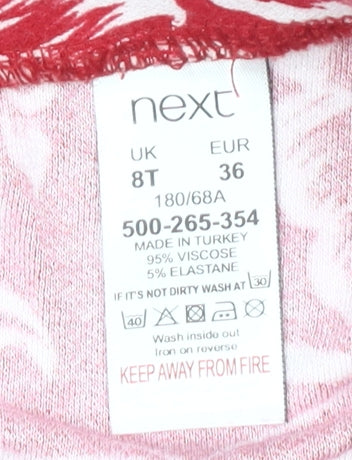 next
UK EUR
8T 36
180/68A
500-265-354
MADE IN TURKEY
95% VISCOSE
5% ELASTANE
IF IT'S NOT DIRTY WASH AT 30
40
Wash inside out
Iron on reverse
KEEP AWAY FROM FIRE